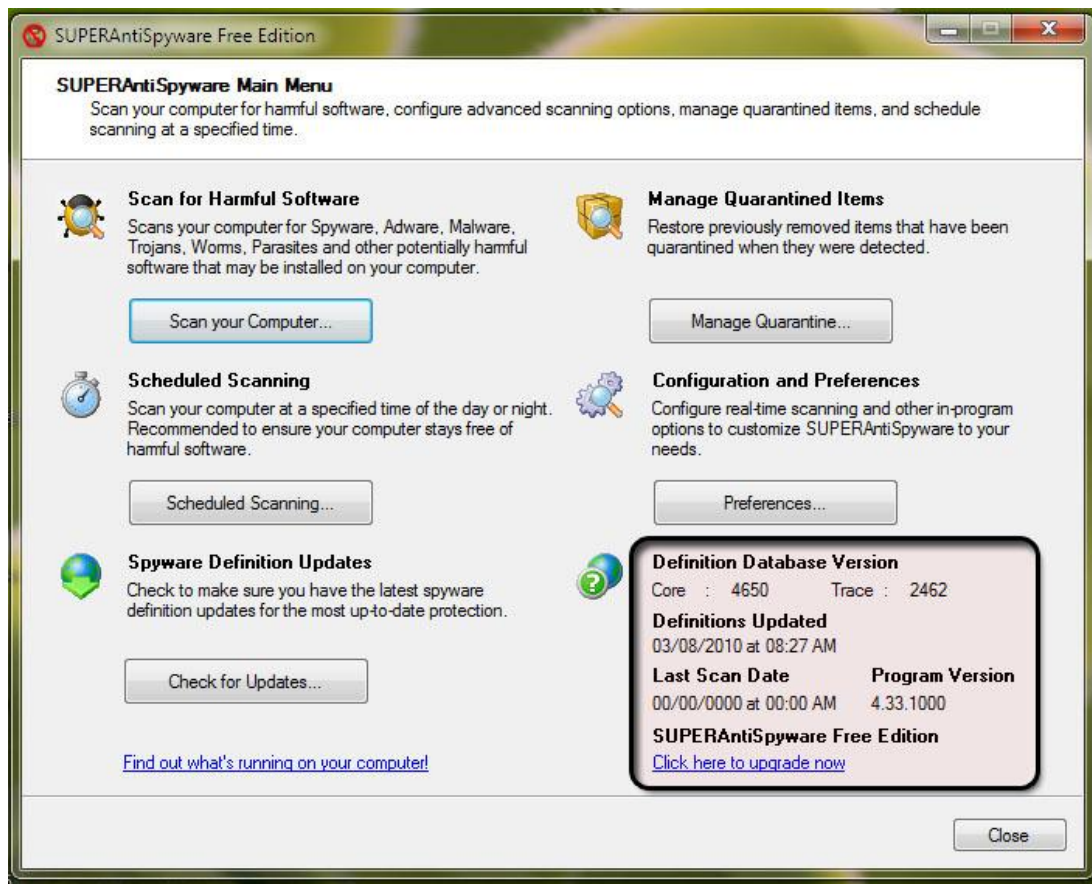 SUPERAntiSpyware Free Edition
SUPERAntiSpyware Main Menu
Scan your computer for harmful software, configure advanced scanning options, manage quarantined items, and schedule
scanning at a specified time.
Scan for Harmful Software
Scans your computer for Spyware, Adware, Malware,
Trojans, Worms, Parasites and other potentially harmful
software that may be installed on your computer.
Scan your Computer...
Manage Quarantined Items
Restore previously removed items that have been
quarantined when they were detected.
Manage Quarantine...
Scheduled Scanning
Scan your computer at a specified time of the day or night.
Recommended to ensure your computer stays free of
harmful software.
Scheduled Scanning...
Configuration and Preferences
Configure real-time scanning and other in-program
options to customize SUPERAntiSpyware to your
needs.
Preferences...
Spyware Definition Updates
Check to make sure you have the latest spyware
definition updates for the most up-to-date protection.
Check for Updates...
Find out what's running on your computer!
Definition Database Version
Core : 4650 Trace : 2462
Definitions Updated
03/08/2010 at 08:27 AM
Last Scan Date Program Version
00/00/0000 at 00:00 AM 4.33.1000
SUPERAntiSpyware Free Edition
Click here to upgrade now
Close